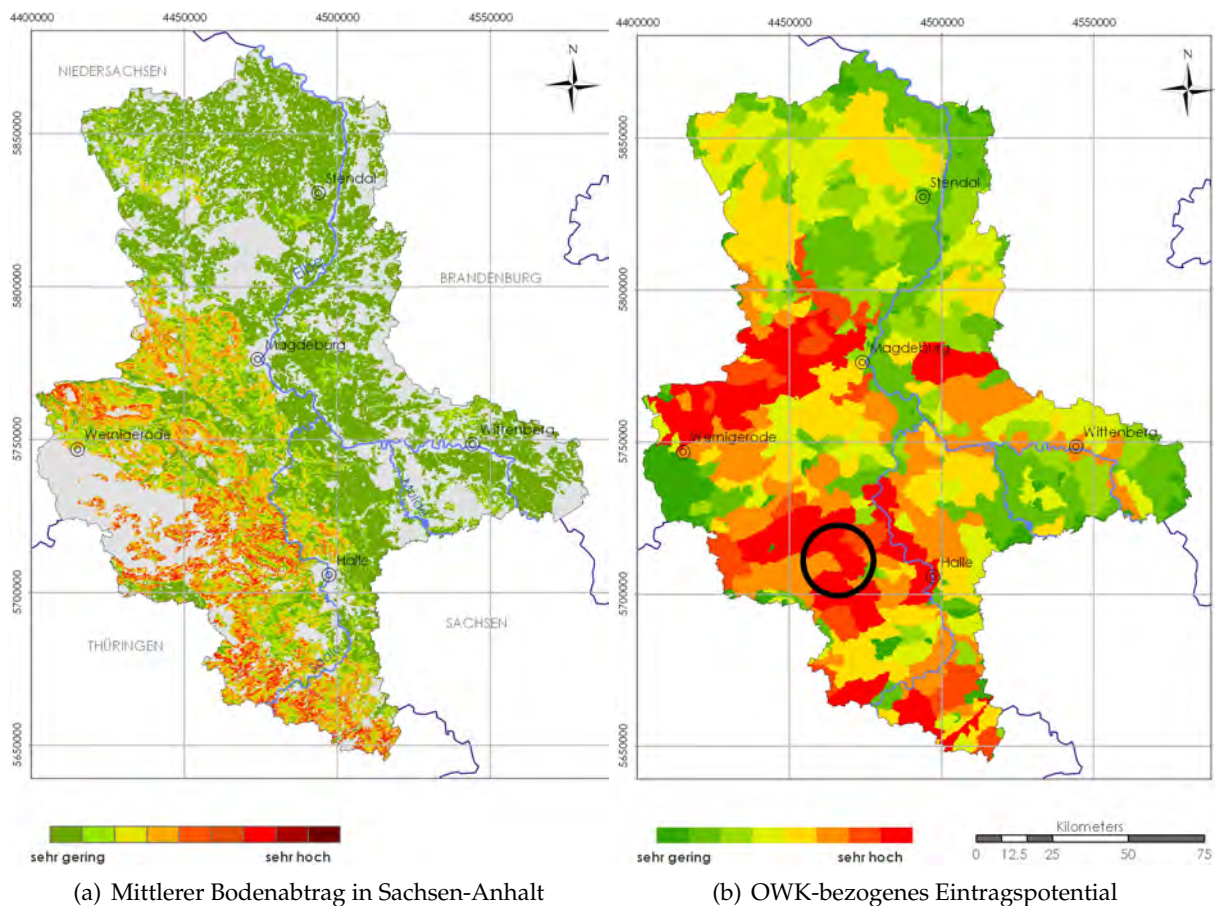 4400000 4450000 4500000 4550000
N
NIEDERSACHSEN
5850000
Stendal
Elbe
BRANDENBURG
5800000
Magdeburg
Wittenberg
5750000
Wernigerode
Mulde
Halle
5700000
SACHSEN
THÜRINGEN
Saale
5650000
sehr gering sehr hoch
(a) Mittlerer Bodenabtrag in Sachsen-Anhalt
4400000 4450000 4500000 4550000
N
5850000
Stendal
5800000
Magdeburg
5750000
Wernigerode
Wittenberg
Halle
5700000
5650000
sehr gering sehr hoch
Kilometers
0 12.5 25 50 75
(b) OWK-bezogenes Eintragspotential